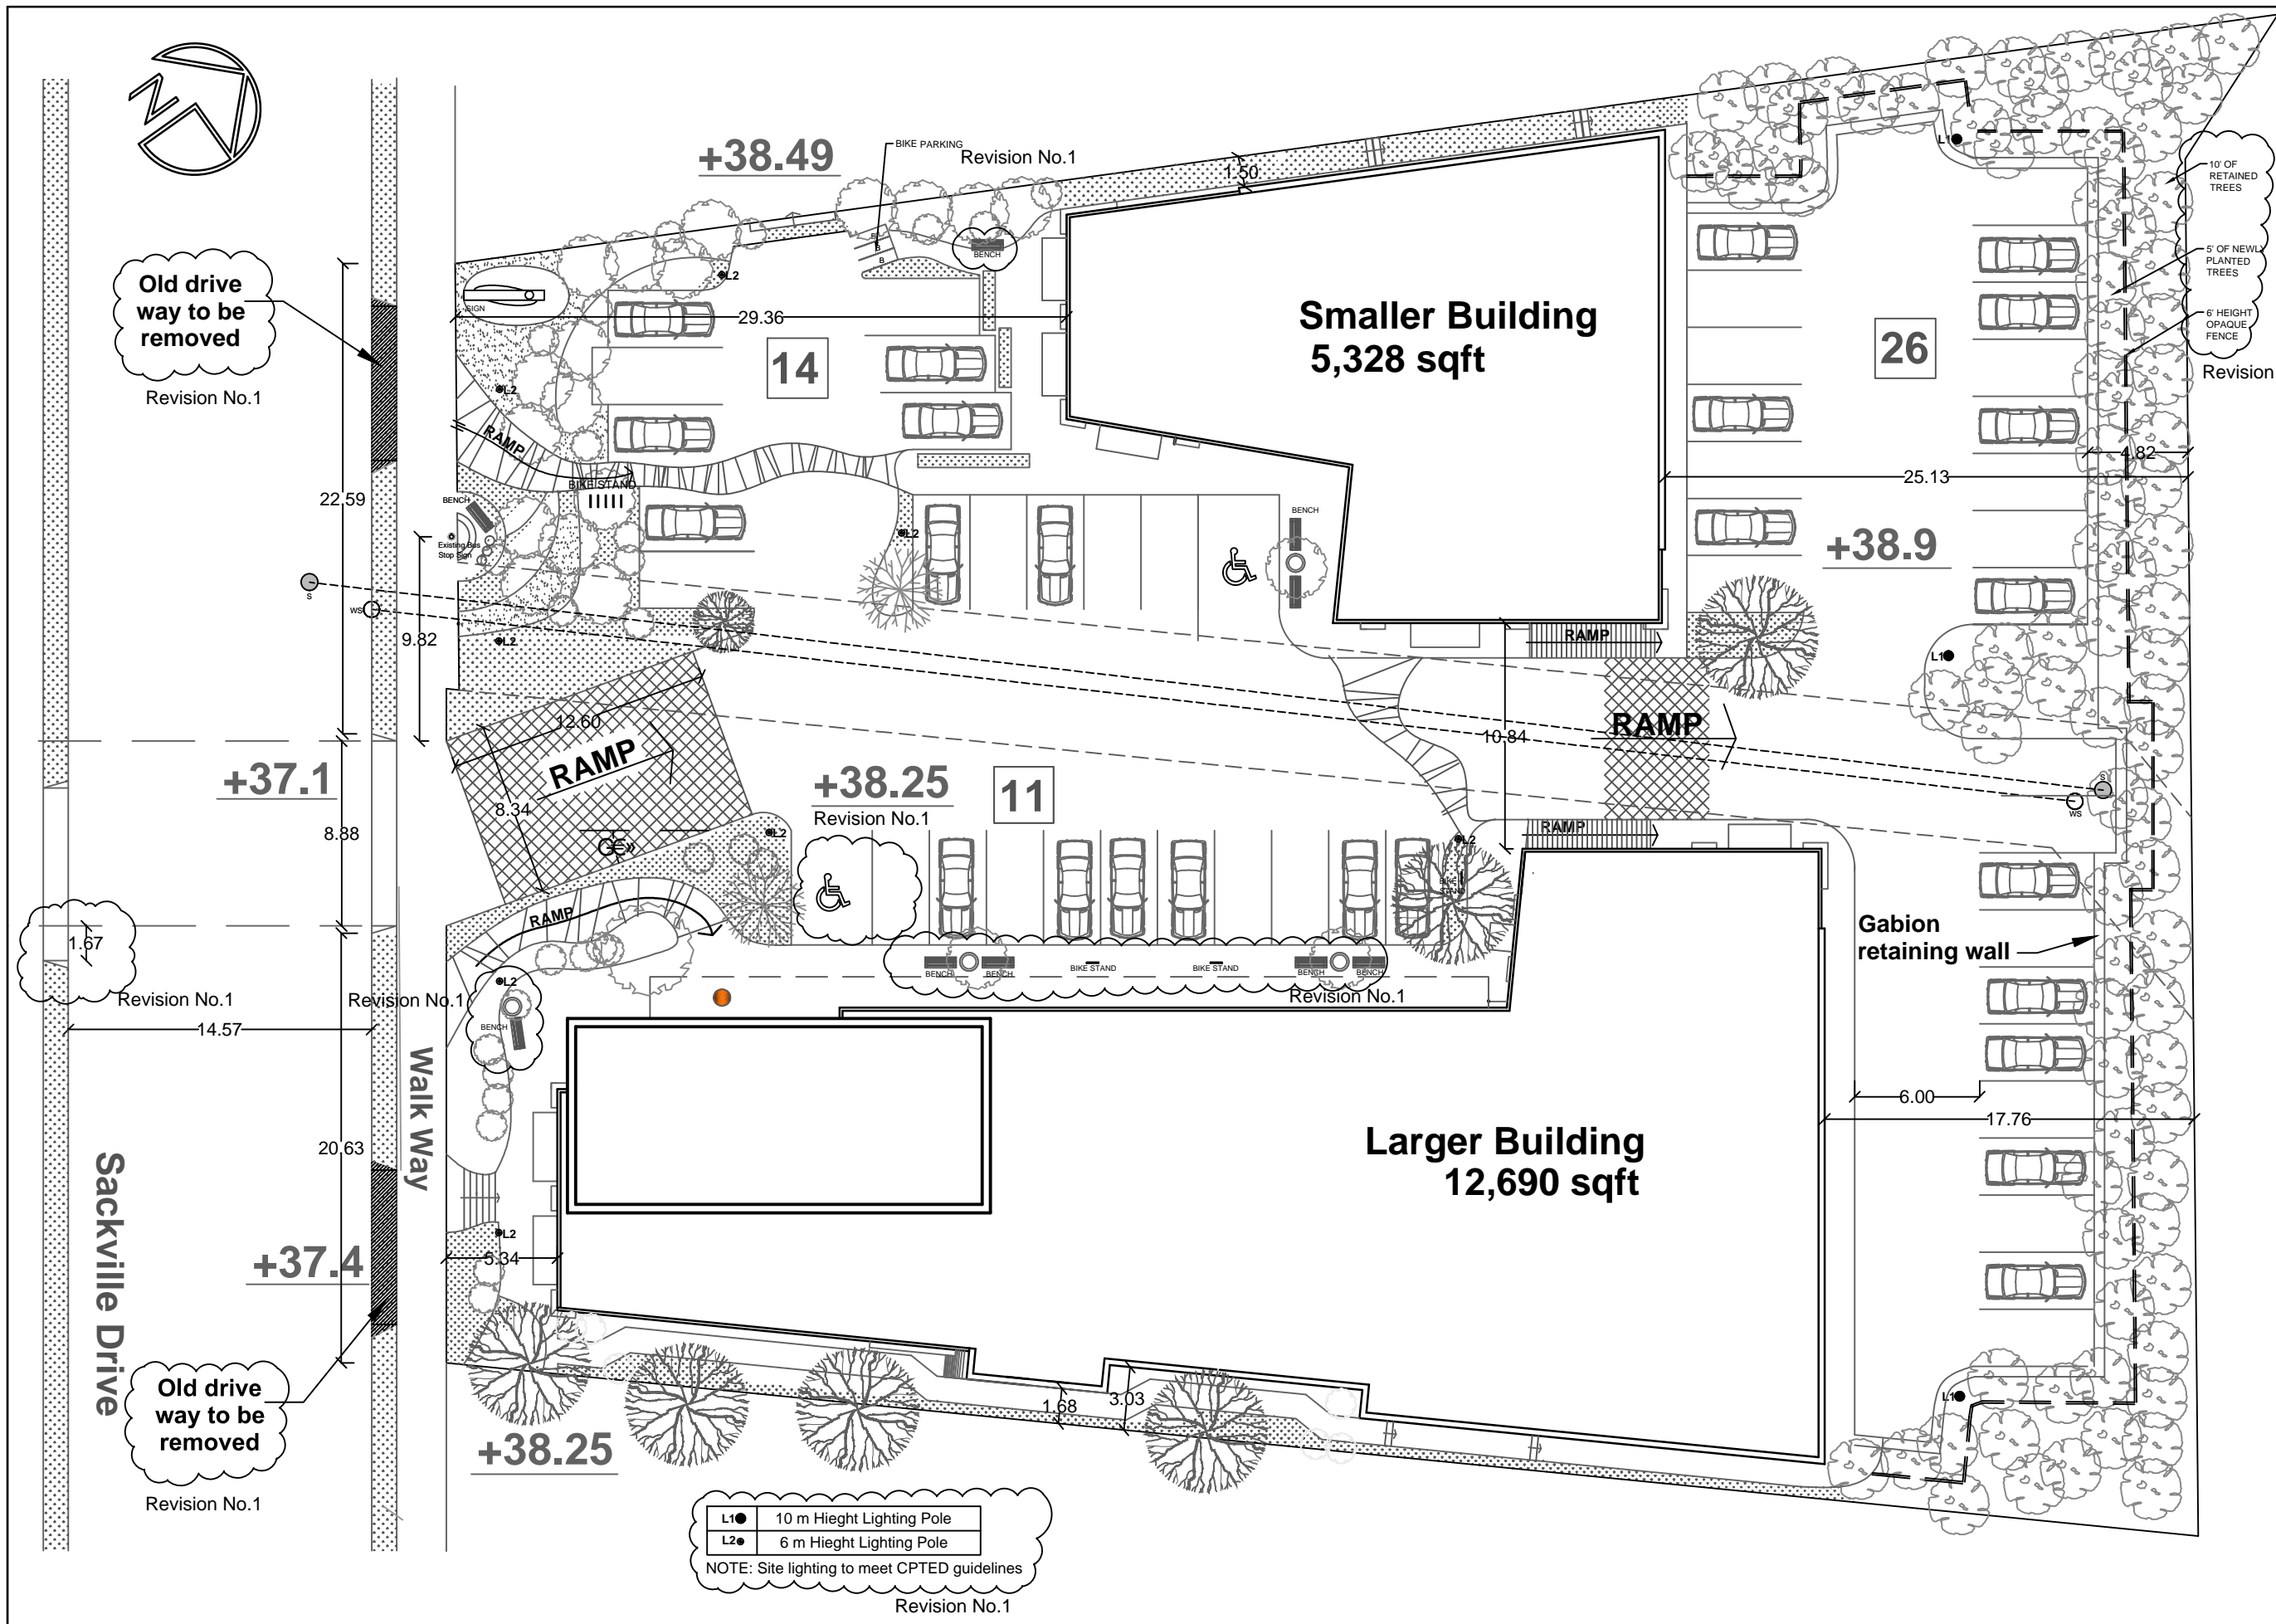 +38.49
BIKE PARKING
Revision No.1
1.50
L1
10' OF
RETAINED
TREES
5' OF NEWLY
PLANTED
TREES
6' HEIGHT
OPAQUE
FENCE
Revision
Old drive
way to be
removed
Revision No.1
SIGN
L2
B
B
B
BENCH
29.36
14
L2
Smaller Building
5,328 sqft
26
4.82
25.13
+38.9
RAMP
BIKE STAND
22.59
BENCH
Existing Bus
Stop Sign
L2
BENCH
S
WS
9.82
L2
RAMP
L1
12.60
RAMP
8.34
+37.1
8.88
+38.25
Revision No.1
11
10.84
RAMP
S
WS
L2
RAMP
L2
BIKE
STAND
RAMP
1.67
Revision No.1
Revision No.1
L2
BENCH
BENCH
BENCH
BIKE STAND
BIKE STAND
BENCH
BENCH
Revision No.1
Gabion
retaining wall
14.57
Walk Way
Sackville Drive
20.63
6.00
17.76
Larger Building
12,690 sqft
L2
5.34
+37.4
Old drive
way to be
removed
Revision No.1
+38.25
1.68
3.03
L1
L1 10 m Hieght Lighting Pole
L2 6 m Hieght Lighting Pole
NOTE: Site lighting to meet CPTED guidelines
Revision No.1